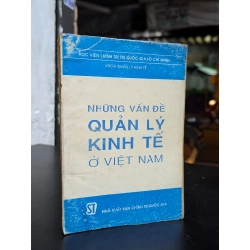 HỌC VIỆN CHÍNH TRỊ QUỐC GIA HỒ CHÍ MINH
KHOA QUẢN LÝ KINH TẾ
NHỮNG VẤN ĐỀ
QUẢN LÝ
KINH TẾ
Ở VIỆT NAM
ST
NHÀ XUẤT BẢN CHÍNH TRỊ QUỐC GIA